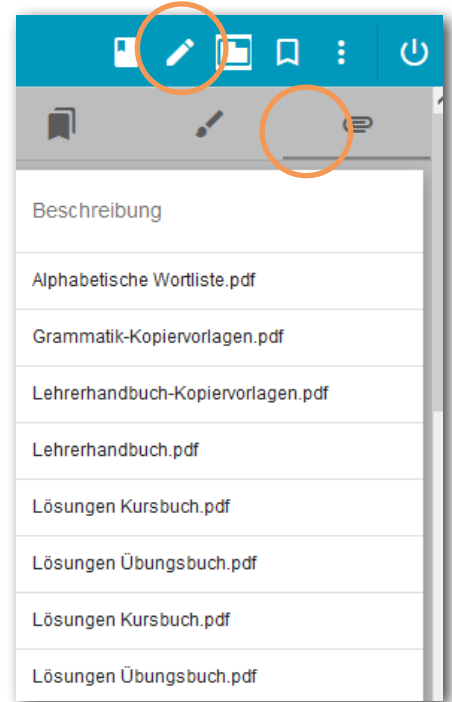 Beschreibung
Alphabetische Wortliste.pdf
Grammatik-Kopiervorlagen.pdf
Lehrerhandbuch-Kopiervorlagen.pdf
Lehrerhandbuch.pdf
Lösungen Kursbuch.pdf
Lösungen Übungsbuch.pdf
Lösungen Kursbuch.pdf
Lösungen Übungsbuch.pdf